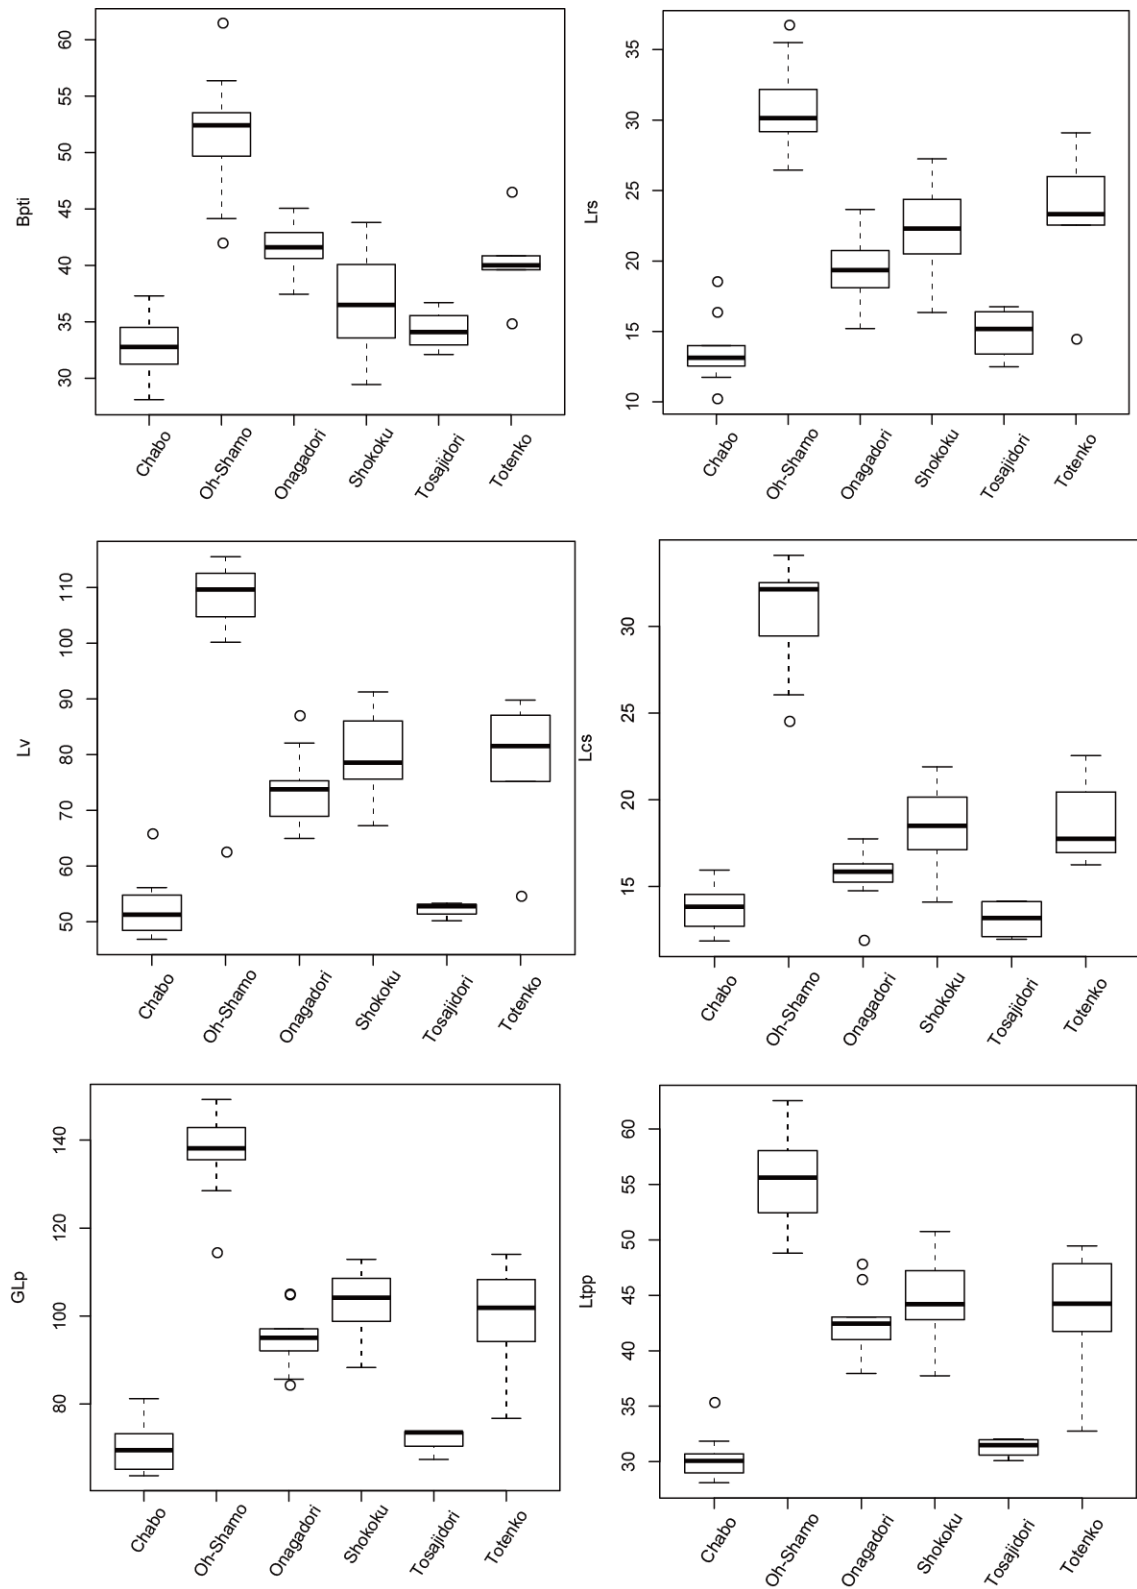 Bpti
60
55
50
45
40
35
30
Chabo
Oh-Shamo
Onagadori
Shokoku
Tosajidori
Totenko
Lrs
35
30
25
20
15
10
Chabo
Oh-Shamo
Onagadori
Shokoku
Tosajidori
Totenko
Lv
110
100
90
80
70
60
50
Chabo
Oh-Shamo
Onagadori
Shokoku
Tosajidori
Totenko
Lcs
30
25
20
15
Chabo
Oh-Shamo
Onagadori
Shokoku
Tosajidori
Totenko
GLp
140
120
100
80
Chabo
Oh-Shamo
Onagadori
Shokoku
Tosajidori
Totenko
Ltpp
60
55
50
45
40
35
30
Chabo
Oh-Shamo
Onagadori
Shokoku
Tosajidori
Totenko